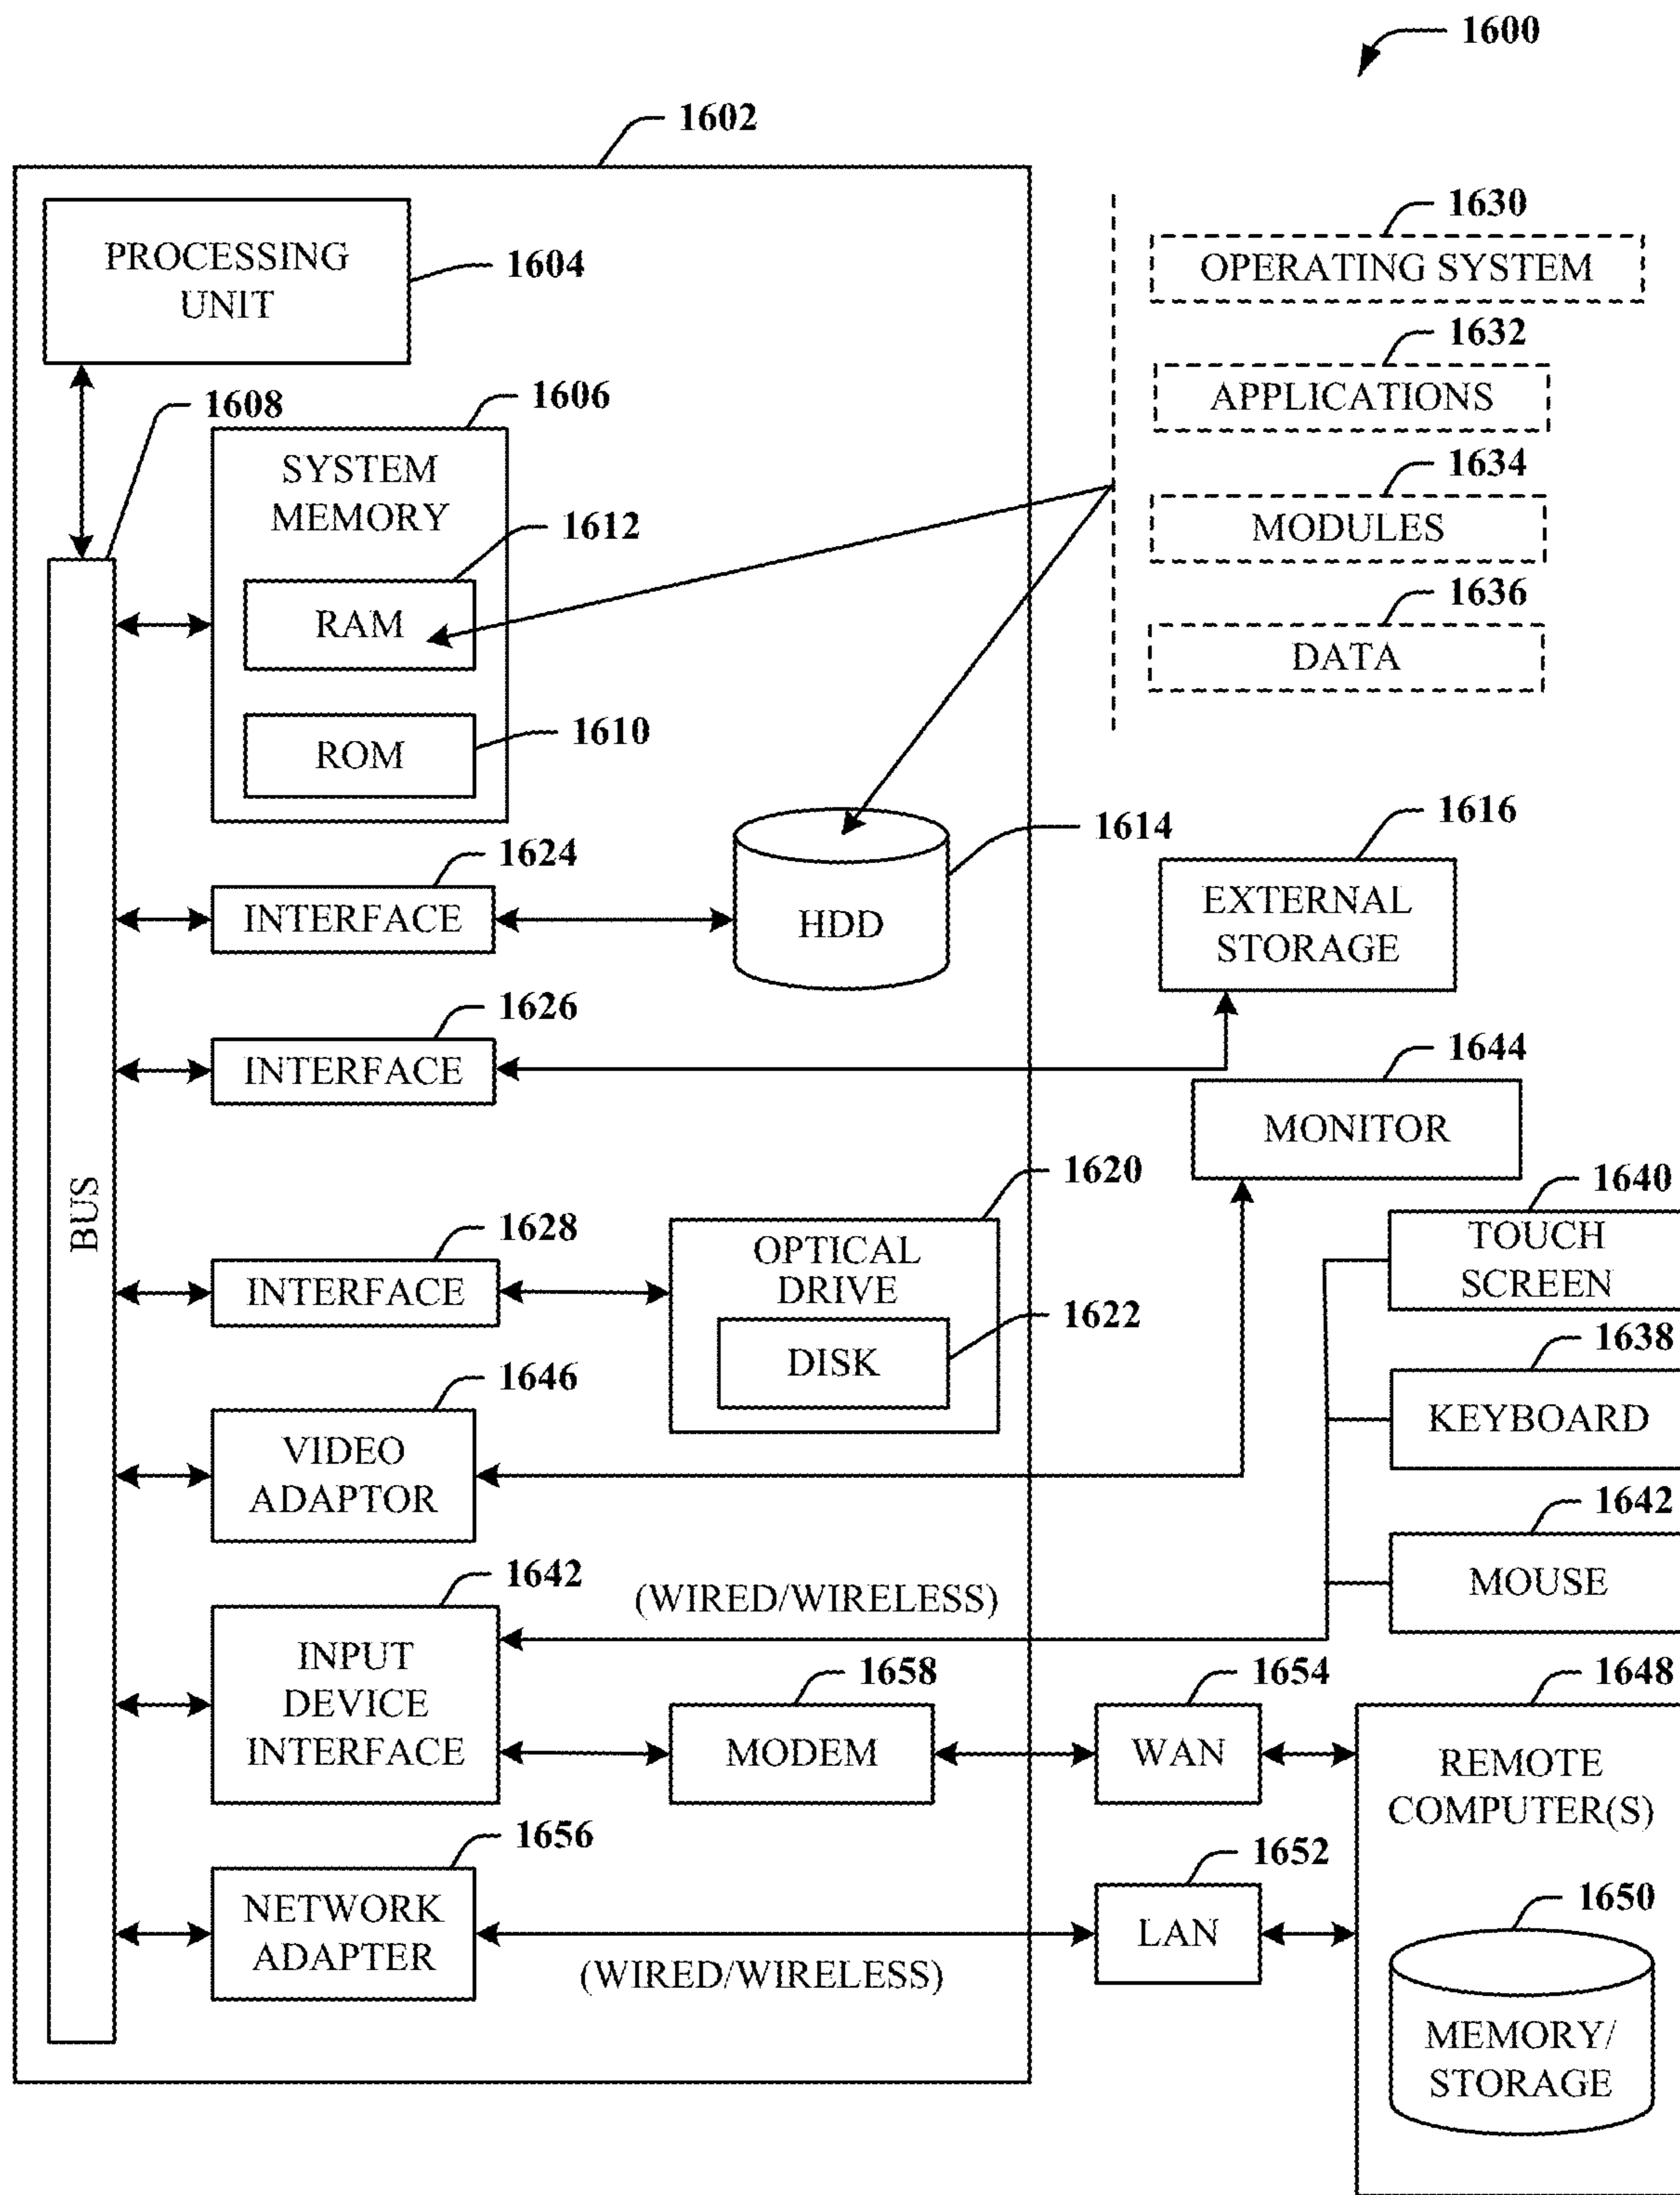 1600
1602
PROCESSING
UNIT
1604
1630
OPERATING SYSTEM
1632
APPLICATIONS
1634
MODULES
1636
DATA
1608
1606
SYSTEM
MEMORY
1612
RAM
1610
ROM
1624
INTERFACE
1614
HDD
1616
EXTERNAL
STORAGE
1626
INTERFACE
1644
MONITOR
BUS
1628
INTERFACE
1620
OPTICAL
DRIVE
1622
DISK
1640
TOUCH
SCREEN
1638
KEYBOARD
1642
MOUSE
1646
VIDEO
ADAPTOR
1642
INPUT
DEVICE
INTERFACE
(WIRED/WIRELESS)
1658
MODEM
1654
WAN
1648
REMOTE
COMPUTER(S)
1656
NETWORK
ADAPTER
(WIRED/WIRELESS)
1652
LAN
1650
MEMORY/
STORAGE